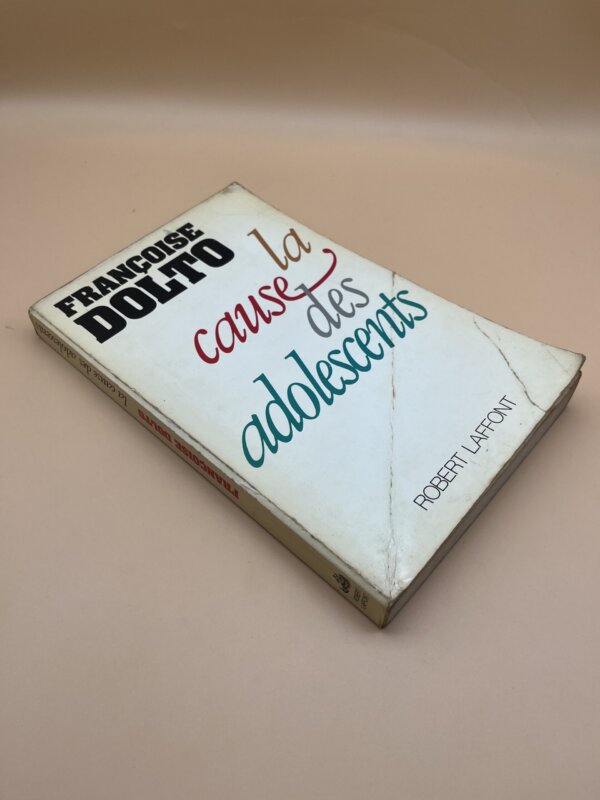 FRANÇOISE
DOLTO
la
cause
des
adolescents
ROBERT LAFFONT
la cause des adolescents
FRANÇOISE DOLTO